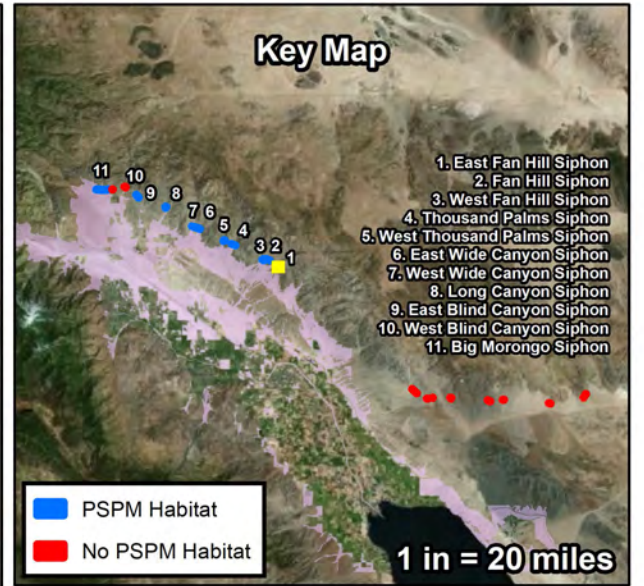 Key Map
11
10
9
8
7
6
5
4
3
2
1
1. East Fan Hill Siphon
2. Fan Hill Siphon
3. West Fan Hill Siphon
4. Thousand Palms Siphon
5. West Thousand Palms Siphon
6. East Wide Canyon Siphon
7. West Wide Canyon Siphon
8. Long Canyon Siphon
9. East Blind Canyon Siphon
10. West Blind Canyon Siphon
11. Big Morongo Siphon
PSPM Habitat
No PSPM Habitat
1 in = 20 miles